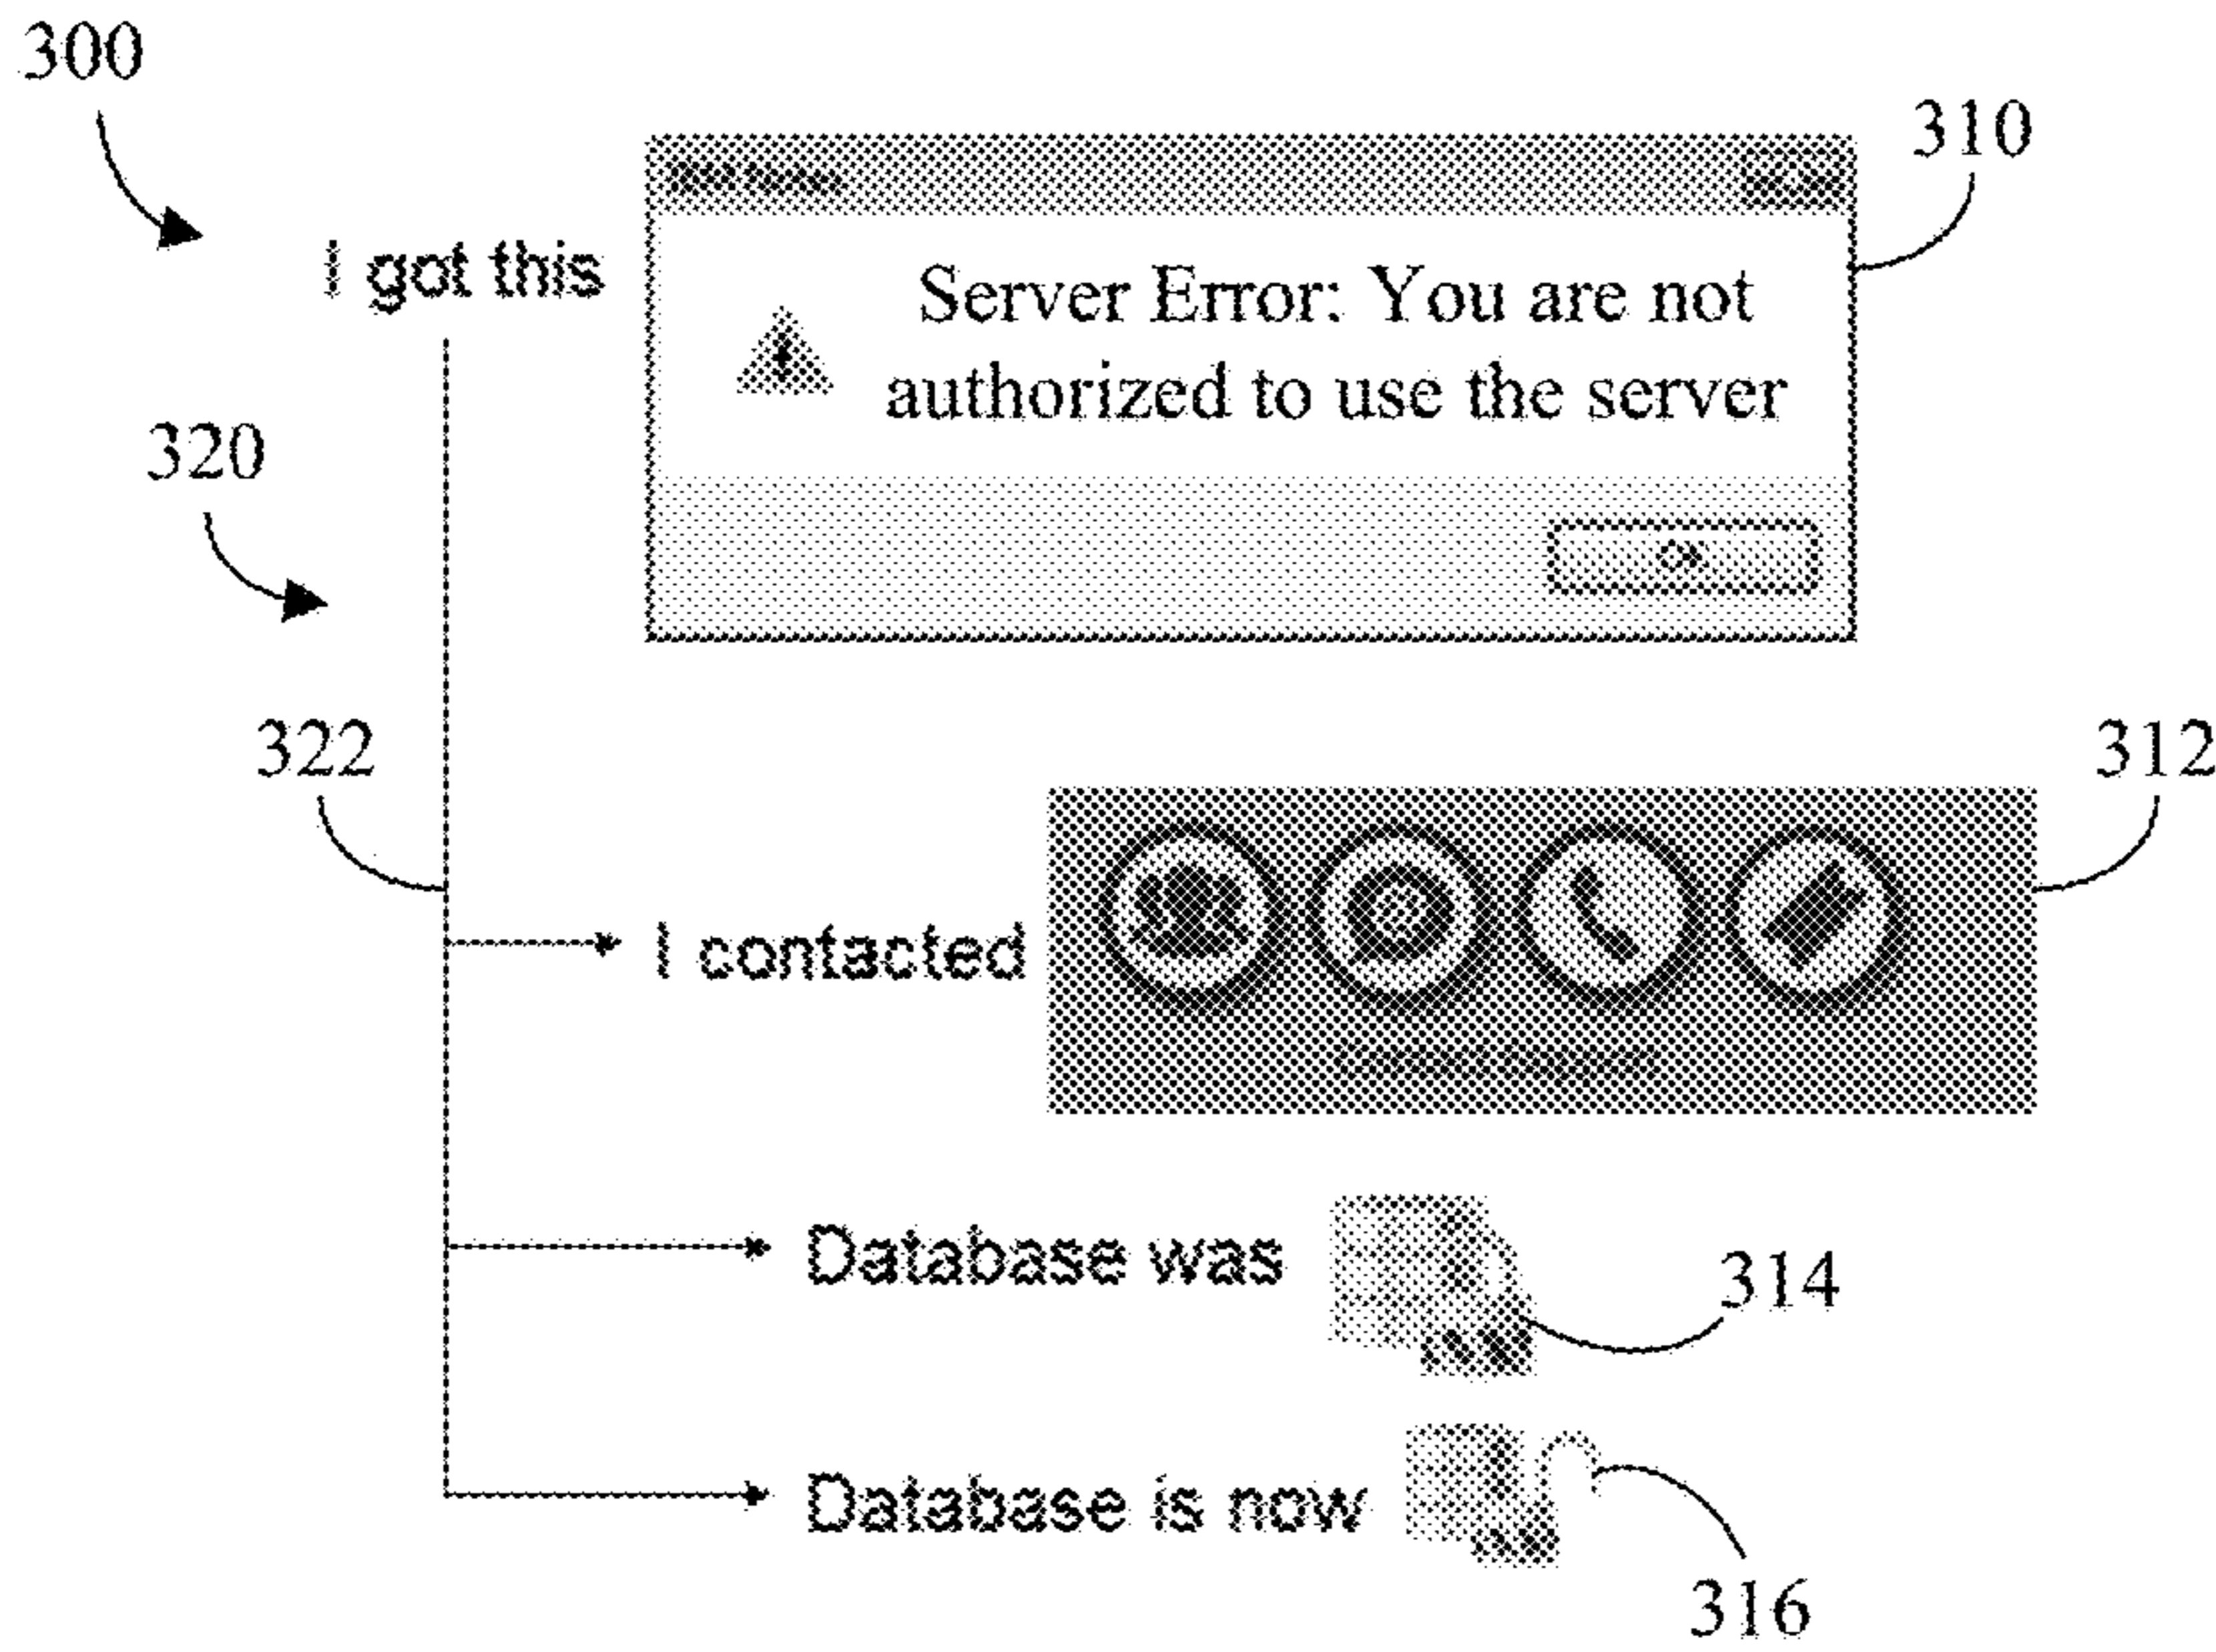 300
310
I got this
Server Error: You are not
authorized to use the server
320
OK
322
312
I contacted
Database was
314
Database is now
316